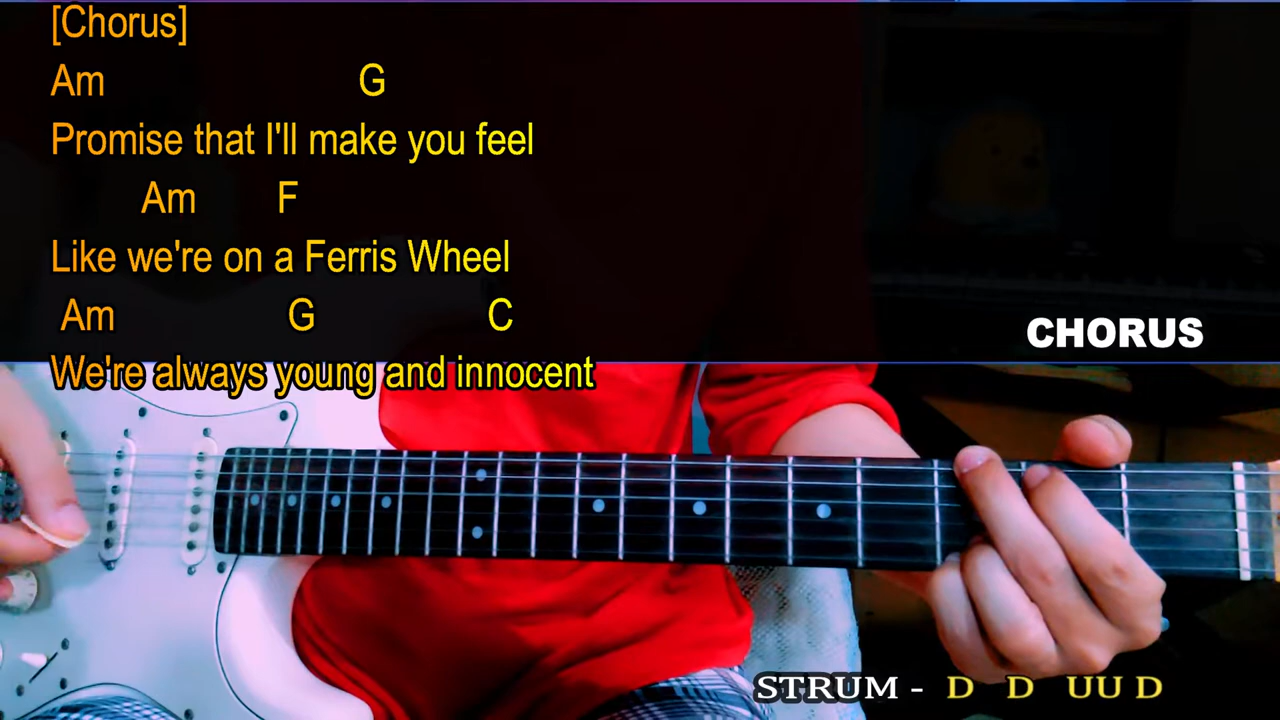 [Chorus]
Am G
Promise that I'll make you feel
Am F
Like we're on a Ferris Wheel
Am G C
We're always young and innocent
CHORUS
STRUM - D D UU D